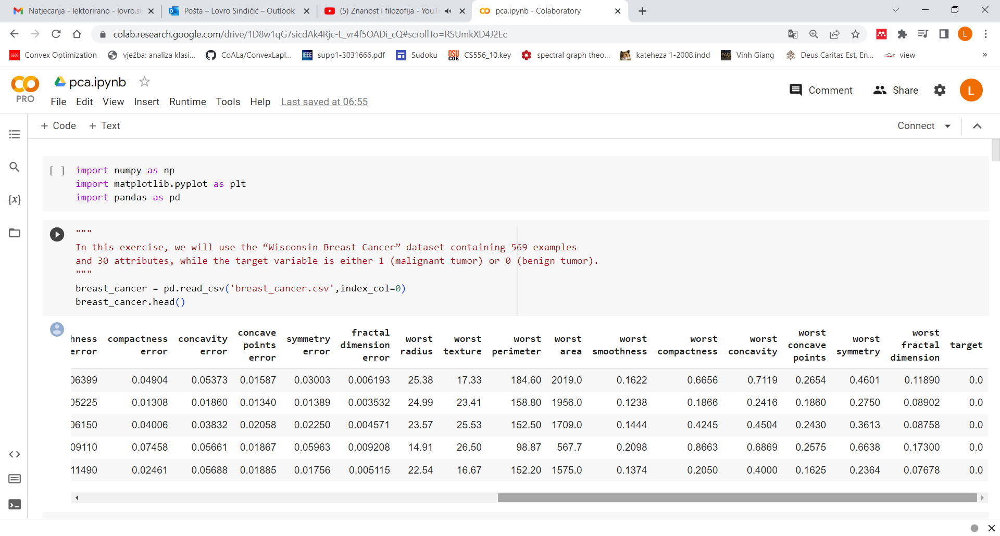 Natjecanja - lektorirano - lovro.si
Pošta – Lovro Sindičić – Outlook
(5) Znanost i filozofija - YouTu
pca.ipynb - Colaboratory
colab.research.google.com/drive/1D8w1qG7sicdAk4Rjc-L_vr4f5OADi_cQ#scrollTo=RSUmkXD4J2Ec
L
Convex Optimization
vježba: analiza klasi...
CoALa/ConvexLapl...
IEEE
supp1-3031666.pdf
Sudoku
OSU
COE
CS556_10.key
spectral graph theo...
kateheza 1-2008.indd
Vinh Giang
Deus Caritas Est, En...
view
»
CO
PRO
pca.ipynb
Comment
Share
L
File Edit View Insert Runtime Tools Help Last saved at 06:55
+ Code + Text
Connect
{x}
[ ] import numpy as np
import matplotlib.pyplot as plt
import pandas as pd
"""
In this exercise, we will use the “Wisconsin Breast Cancer” dataset containing 569 examples
and 30 attributes, while the target variable is either 1 (malignant tumor) or 0 (benign tumor).
"""
breast_cancer = pd.read_csv('breast_cancer.csv',index_col=0)
breast_cancer.head()
hness error compactness error concavity error concave points error symmetry error fractal dimension error worst radius worst texture worst perimeter worst area worst smoothness worst compactness worst concavity worst concave points worst symmetry worst fractal dimension target
06399 0.04904 0.05373 0.01587 0.03003 0.006193 25.38 17.33 184.60 2019.0 0.1622 0.6656 0.7119 0.2654 0.4601 0.11890 0.0
05225 0.01308 0.01860 0.01340 0.01389 0.003532 24.99 23.41 158.80 1956.0 0.1238 0.1866 0.2416 0.1860 0.2750 0.08902 0.0
06150 0.04006 0.03832 0.02058 0.02250 0.004571 23.57 25.53 152.50 1709.0 0.1444 0.4245 0.4504 0.2430 0.3613 0.08758 0.0
09110 0.07458 0.05661 0.01867 0.05963 0.009208 14.91 26.50 98.87 567.7 0.2098 0.8663 0.6869 0.2575 0.6638 0.17300 0.0
11490 0.02461 0.05688 0.01885 0.01756 0.005115 22.54 16.67 152.20 1575.0 0.1374 0.2050 0.4000 0.1625 0.2364 0.07678 0.0